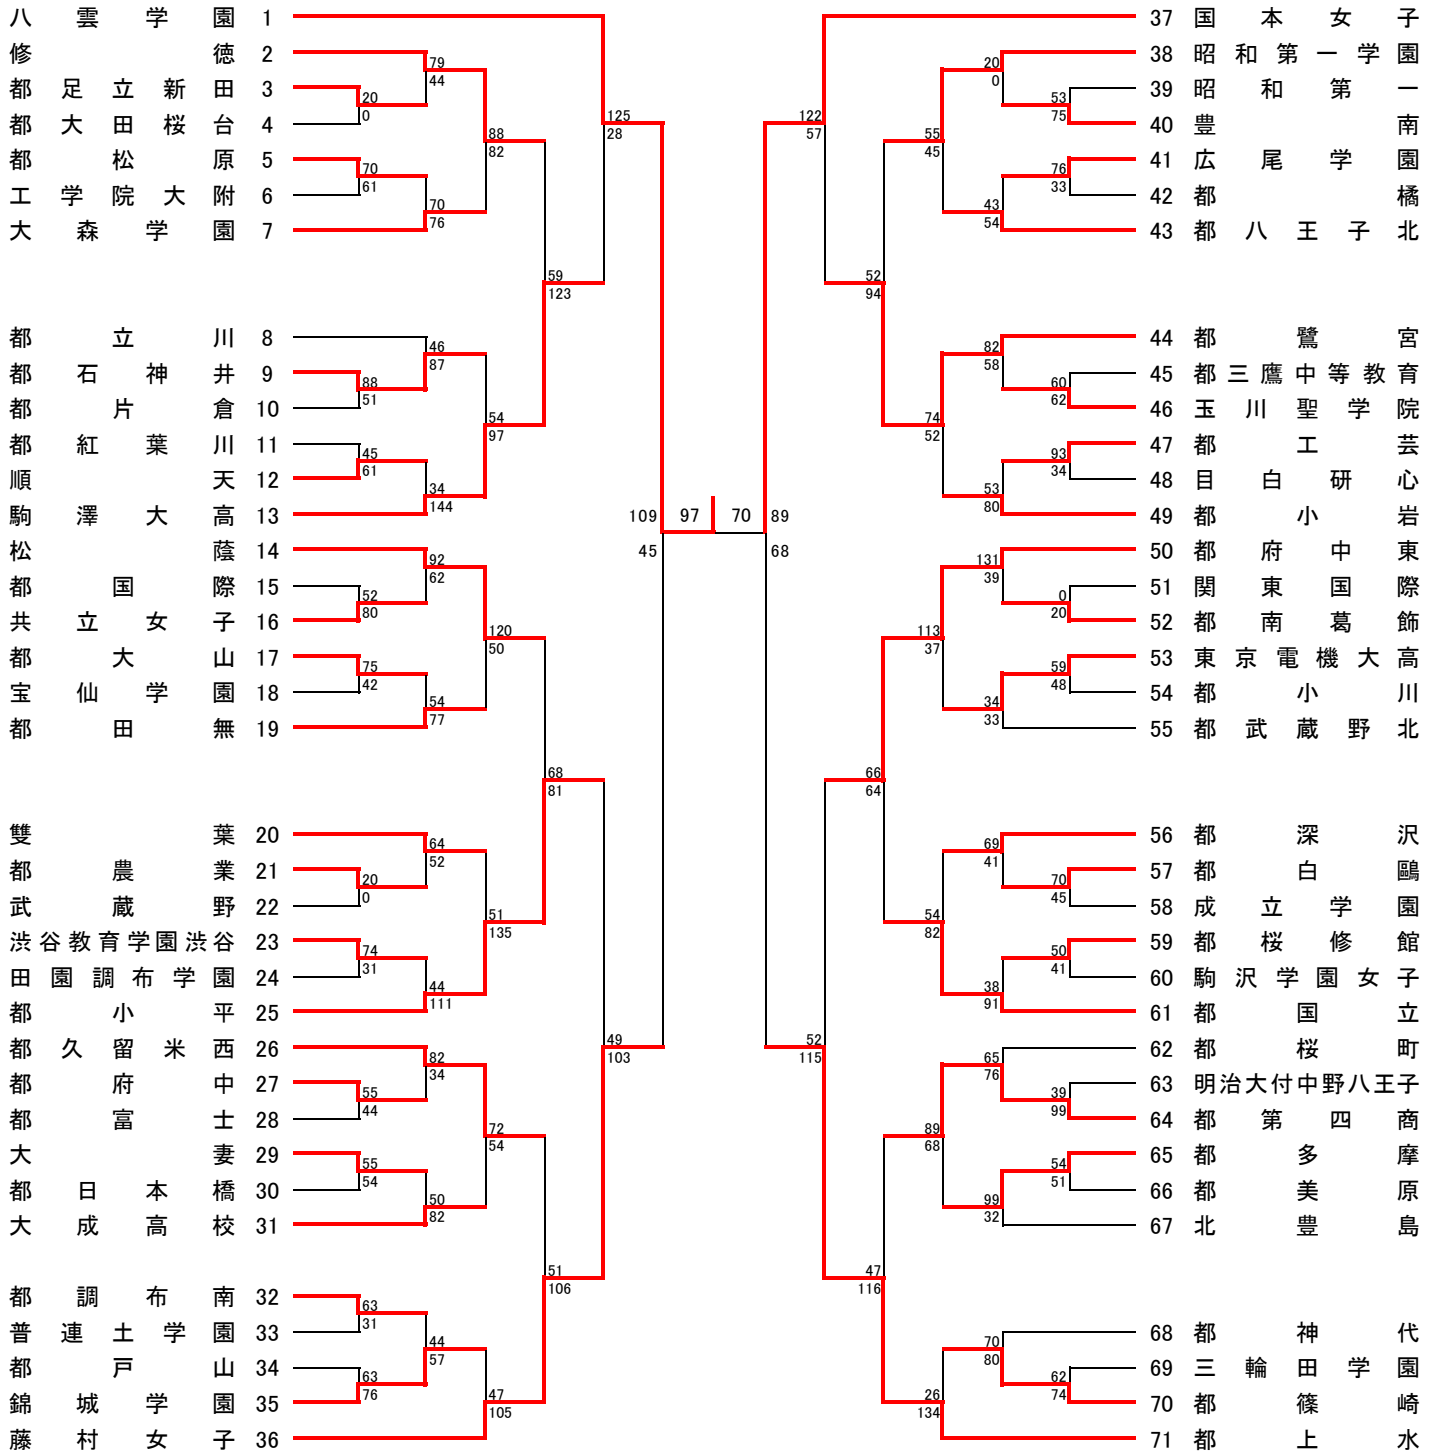 八雲学園 1
修徳 2
79
44
都足立新田 3
20
0
都大田桜台 4
125
28
88
82
都松原 5
70
61
工学院大附 6
70
76
大森学園 7
59
123
都立川 8
46
87
都石神井 9
88
51
都片倉 10
54
97
都紅葉川 11
45
61
順天 12
34
144
駒澤大高 13
109
45
97 70
松蔭 14
92
62
都国際 15
52
80
共立女子 16
120
50
都大山 17
75
42
宝仙学園 18
54
77
都田無 19
68
81
雙葉 20
64
52
都農業 21
20
0
武蔵野 22
51
135
渋谷教育学園渋谷 23
74
31
田園調布学園 24
44
111
都小平 25
49
103
都久留米西 26
82
34
都府中 27
55
44
都富士 28
72
54
大妻 29
55
54
都日本橋 30
50
82
大成高校 31
51
106
都調布南 32
63
31
普連土学園 33
44
57
都戸山 34
63
76
錦城学園 35
47
105
藤村女子 36
37 国本女子
38 昭和第一学園
20
0
39 昭和第一
53
75
40 豊南
122
57
55
45
41 広尾学園
76
33
42 都橘
43
54
43 都八王子北
52
94
44 都鷺宮
82
58
45 都三鷹中等教育
60
62
46 玉川聖学院
74
52
47 都工芸
93
34
48 目白研心
53
80
49 都小岩
89
68
50 都府中東
131
39
51 関東国際
0
20
52 都南葛飾
113
37
53 東京電機大高
59
48
54 都小川
34
33
55 都武蔵野北
66
64
56 都深沢
69
41
57 都白鷗
70
45
58 成立学園
54
82
59 都桜修館
50
41
60 駒沢学園女子
38
91
61 都国立
52
115
62 都桜町
65
76
63 明治大付中野八王子
39
99
64 都第四商
89
68
65 都多摩
54
51
66 都美原
99
32
67 北豊島
47
116
68 都神代
70
80
69 三輪田学園
62
74
70 都篠崎
26
134
71 都上水